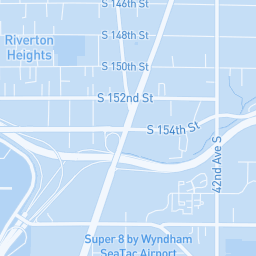 S 146th St
S 148th St
Riverton
Heights
S 150th St
S 152nd St
S 154th St
42nd Ave S
Super 8 by Wyndham
SeaTac Airport